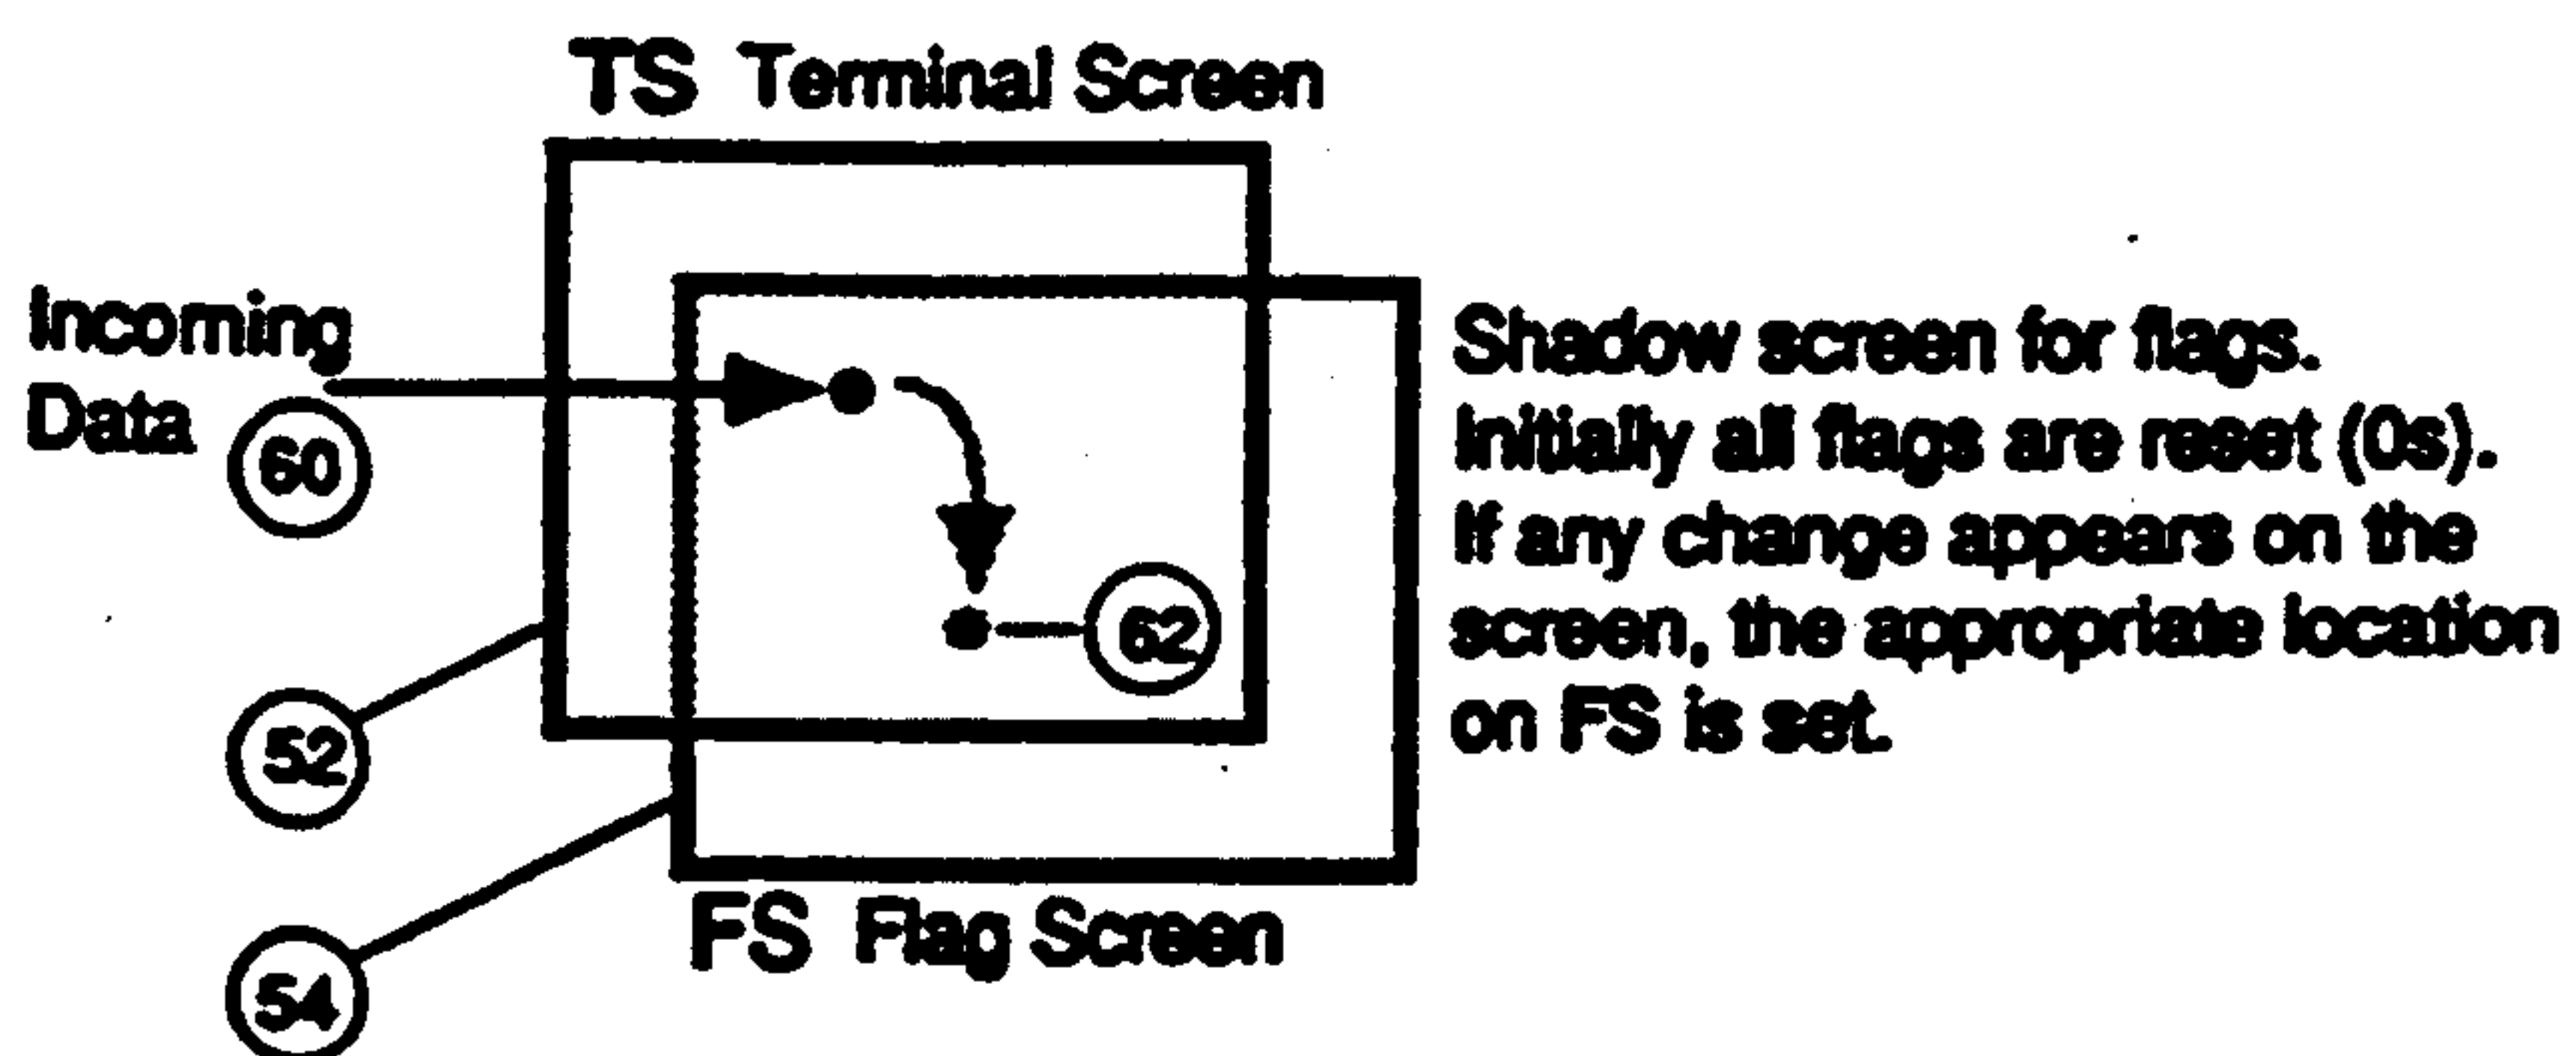 TS Terminal Screen
Incoming
Data
60
Shadow screen for flags.
Initially all flags are reset (0s).
If any change appears on the
screen, the appropriate location
on FS is set.
62
52
54
FS Flag Screen